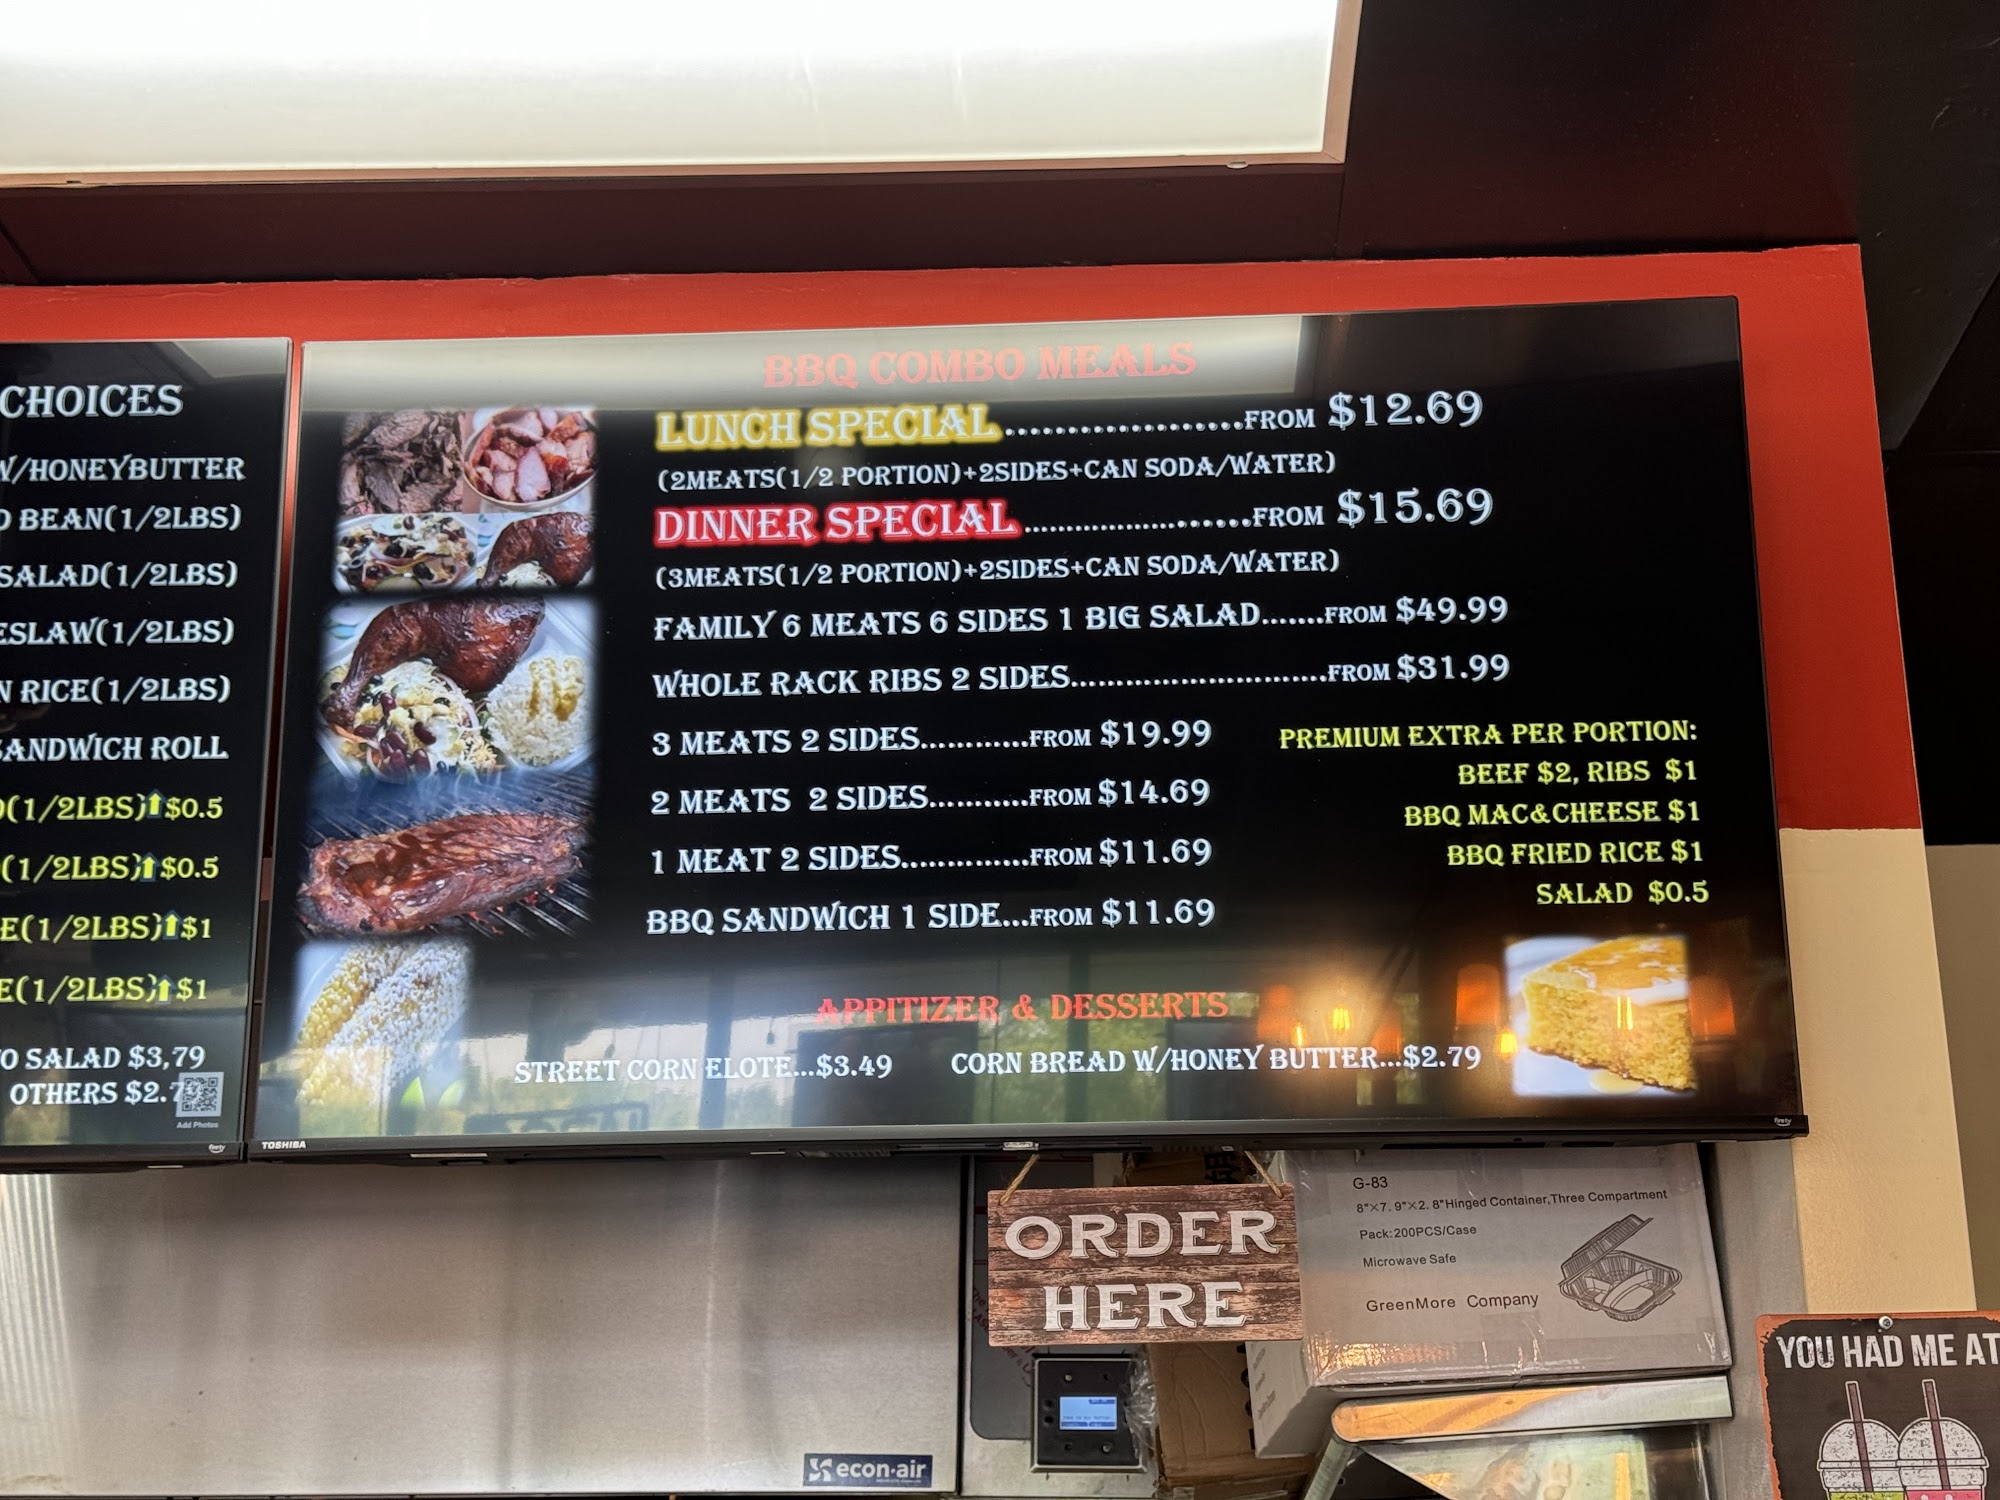 CHOICES
W/HONEYBUTTER
BEAN(1/2LBS)
SALAD(1/2LBS)
ESLAW(1/2LBS)
N RICE(1/2LBS)
SANDWICH ROLL
(1/2LBS)⬆$0.5
(1/2LBS)⬆$0.5
E(1/2LBS)⬆$1
E(1/2LBS)⬆$1
O SALAD $3,79
OTHERS $2.7
Add Photos
firetv
BBQ COMBO MEALS
LUNCH SPECIAL...................FROM $12.69
(2MEATS(1/2 PORTION)+2SIDES+CAN SODA/WATER)
DINNER SPECIAL.......................FROM $15.69
(3MEATS(1/2 PORTION)+2SIDES+CAN SODA/WATER)
FAMILY 6 MEATS 6 SIDES 1 BIG SALAD.......FROM $49.99
WHOLE RACK RIBS 2 SIDES..........................FROM $31.99
3 MEATS 2 SIDES............FROM $19.99
2 MEATS 2 SIDES...........FROM $14.69
1 MEAT 2 SIDES..............FROM $11.69
BBQ SANDWICH 1 SIDE...FROM $11.69
PREMIUM EXTRA PER PORTION:
BEEF $2, RIBS $1
BBQ MAC&CHEESE $1
BBQ FRIED RICE $1
SALAD $0.5
APPITIZER & DESSERTS
STREET CORN ELOTE...$3.49
CORN BREAD W/HONEY BUTTER...$2.79
TOSHIBA
firetv
ORDER
HERE
G-83
8"×7.9"×2.8"Hinged Container,Three Compartment
Pack:200PCS/Case
Microwave Safe
GreenMore Company
econ-air
YOU HAD ME AT